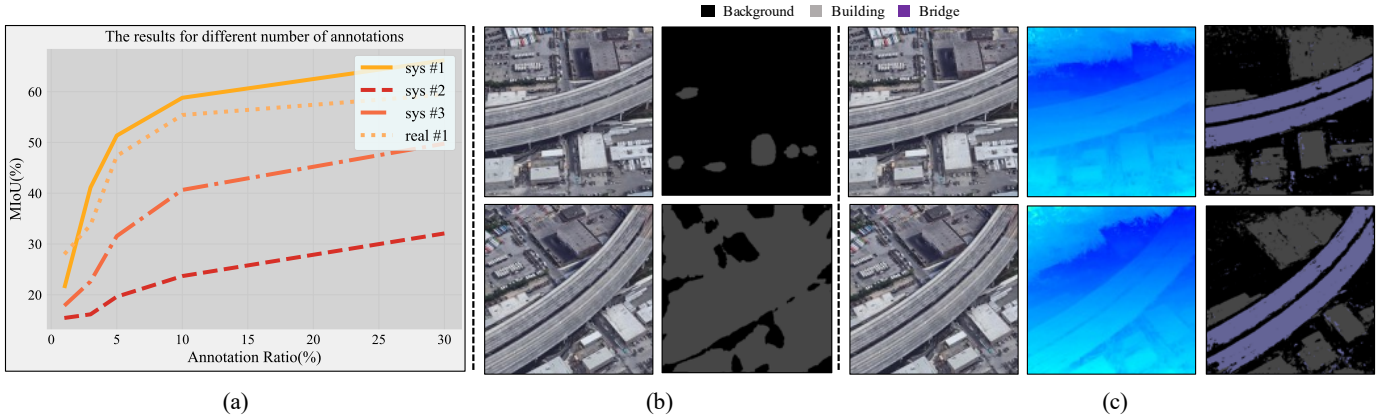 Background Building Bridge
The results for different number of annotations
sys #1
sys #2
sys #3
real #1
60
50
40
30
20
MIoU(%)
0 5 10 15 20 25 30
Annotation Ratio(%)
(a) (b) (c)